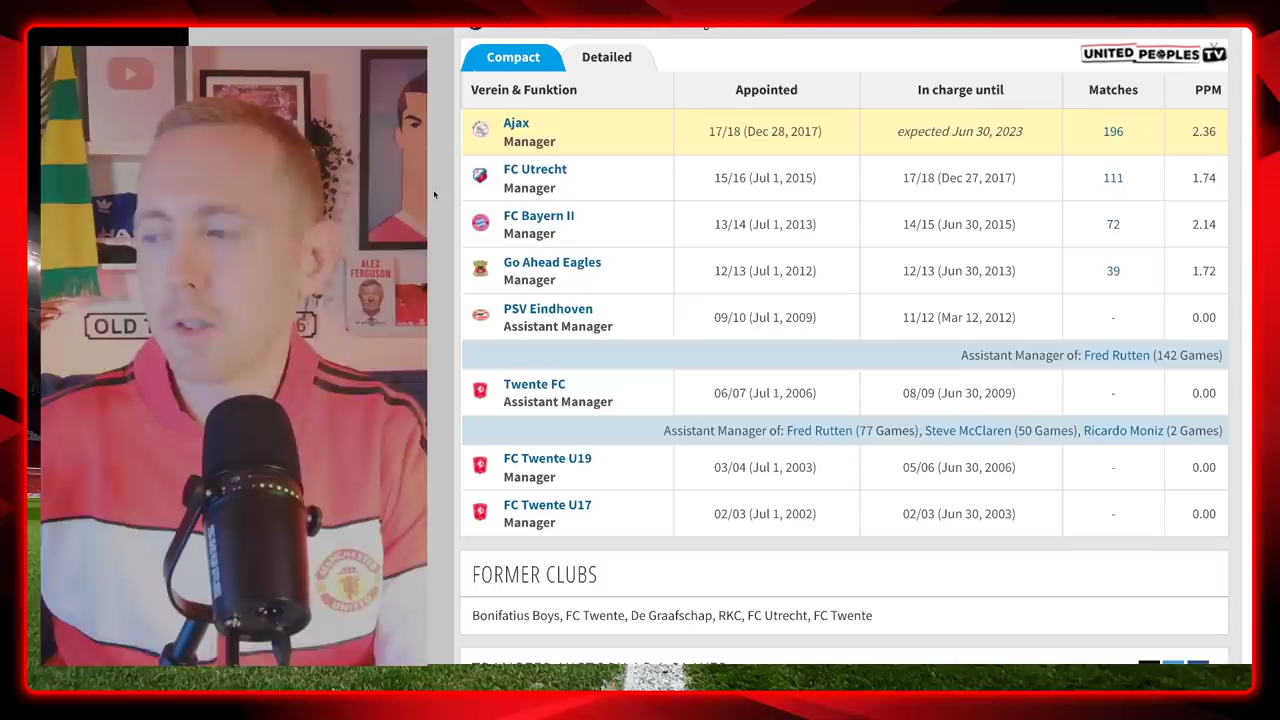 Compact
Detailed
UNITED PEOPLES TV
Verein & Funktion Appointed In charge until Matches PPM
Ajax
Manager
17/18 (Dec 28, 2017) expected Jun 30, 2023 196 2.36
FC Utrecht
Manager
15/16 (Jul 1, 2015) 17/18 (Dec 27, 2017) 111 1.74
FC Bayern II
Manager
13/14 (Jul 1, 2013) 14/15 (Jun 30, 2015) 72 2.14
Go Ahead Eagles
Manager
12/13 (Jul 1, 2012) 12/13 (Jun 30, 2013) 39 1.72
PSV Eindhoven
Assistant Manager
09/10 (Jul 1, 2009) 11/12 (Mar 12, 2012) - 0.00
Assistant Manager of: Fred Rutten (142 Games)
Twente FC
Assistant Manager
06/07 (Jul 1, 2006) 08/09 (Jun 30, 2009) - 0.00
Assistant Manager of: Fred Rutten (77 Games), Steve McClaren (50 Games), Ricardo Moniz (2 Games)
FC Twente U19
Manager
03/04 (Jul 1, 2003) 05/06 (Jun 30, 2006) - 0.00
FC Twente U17
Manager
02/03 (Jul 1, 2002) 02/03 (Jun 30, 2003) - 0.00
FORMER CLUBS
Bonifatius Boys, FC Twente, De Graafschap, RKC, FC Utrecht, FC Twente
ALEX
FERGUSON
OLD
SHURE
MANCHESTER
UNITED